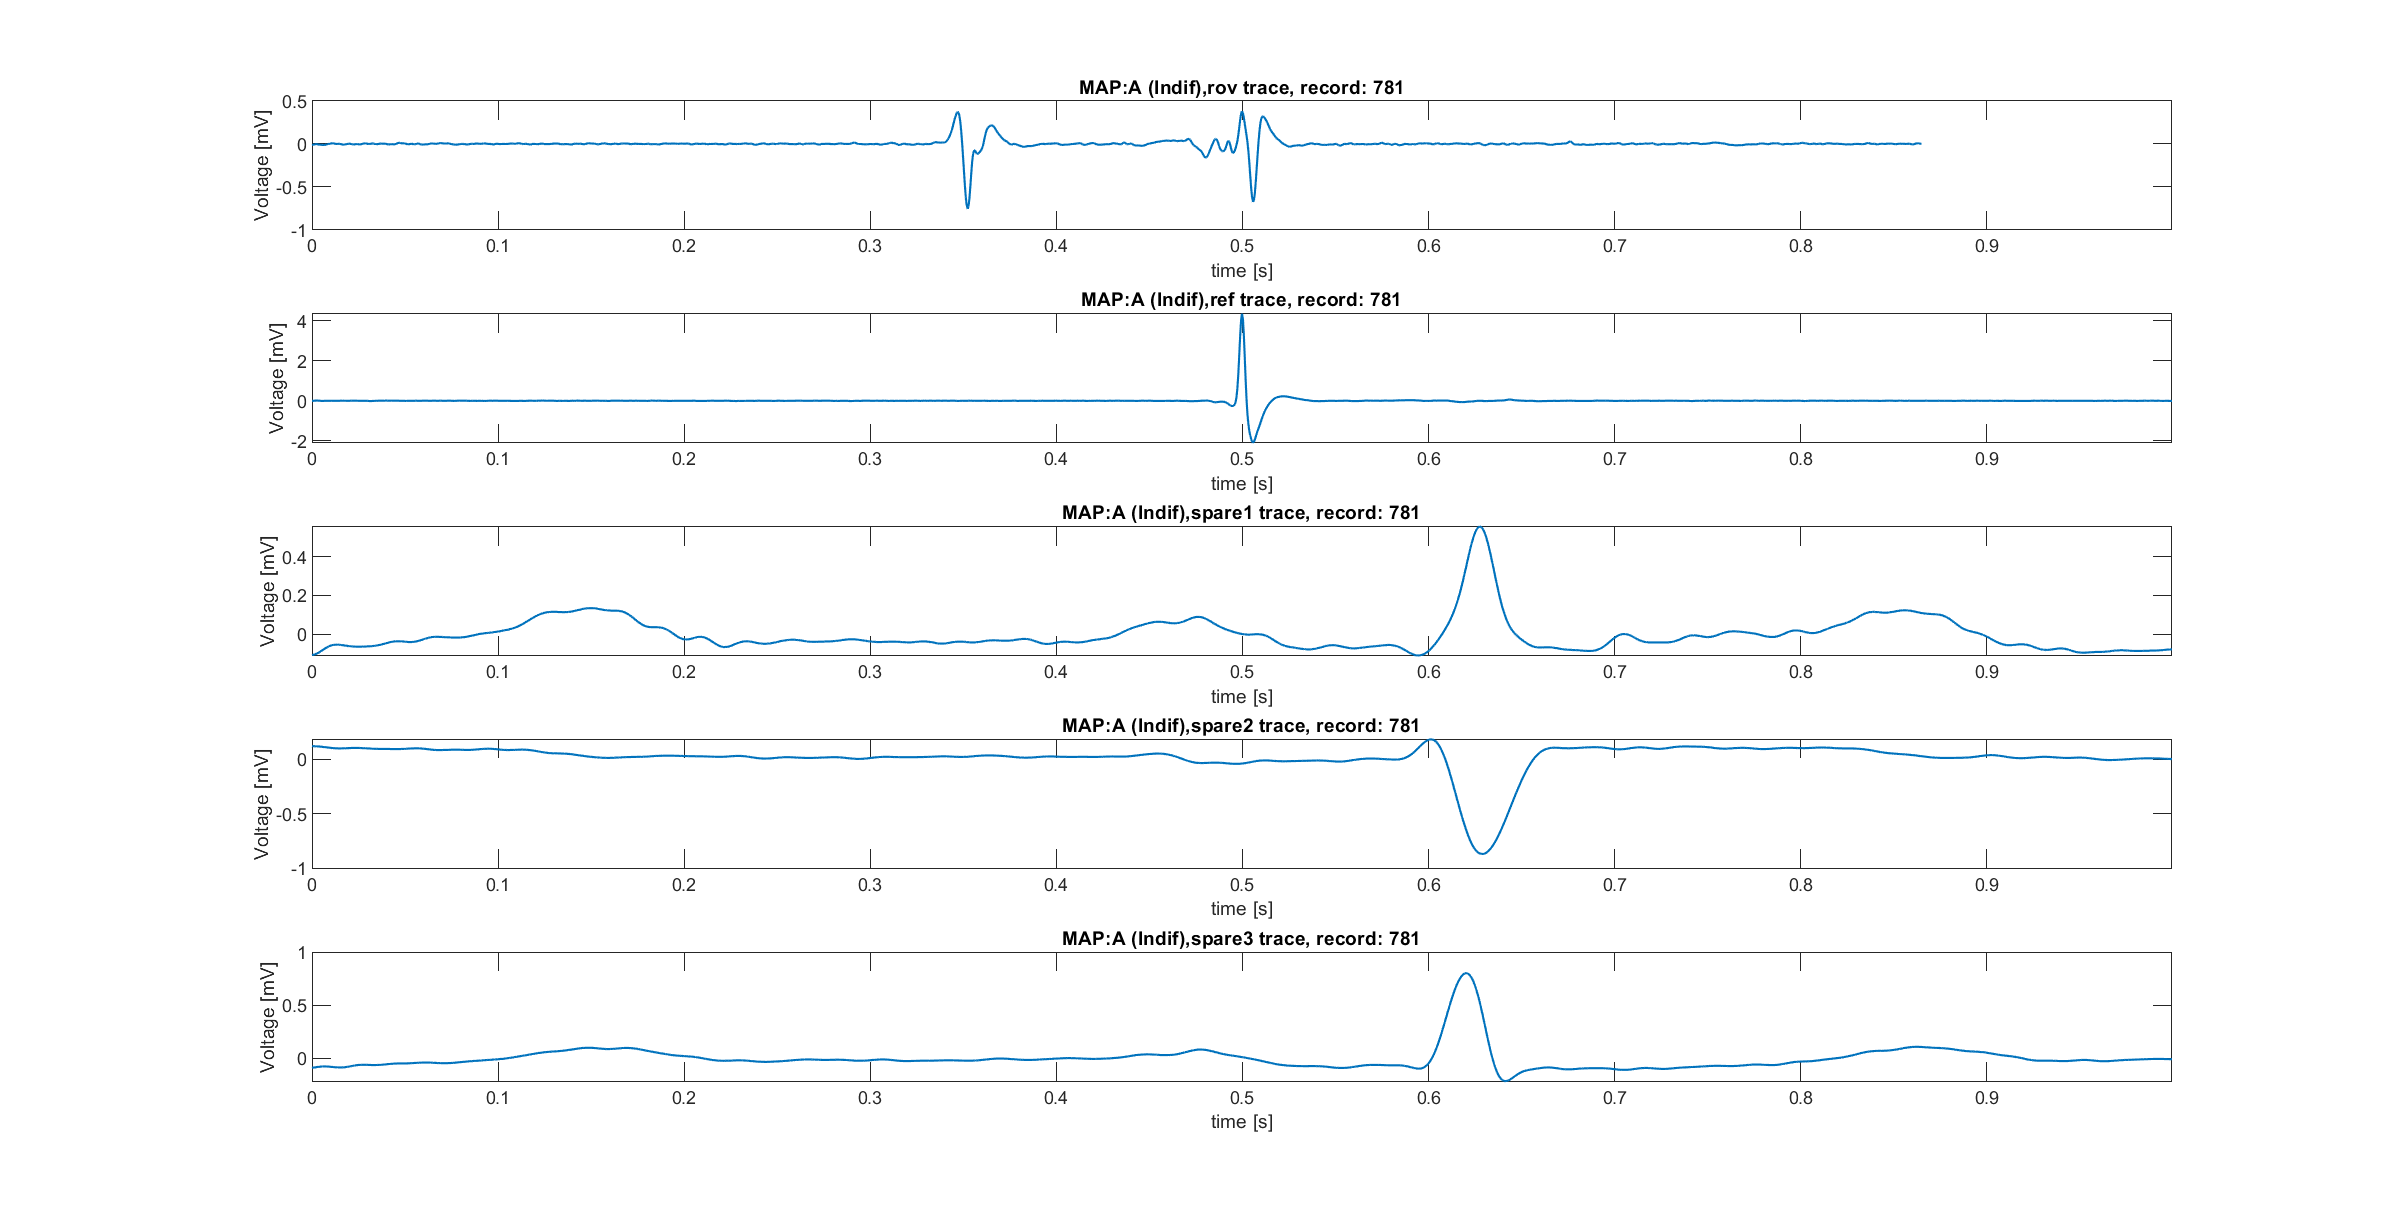 MAP:A (Indif),rov trace, record: 781
Voltage [mV]
0.5
0
-0.5
-1
0 0.1 0.2 0.3 0.4 0.5 0.6 0.7 0.8 0.9
time [s]
MAP:A (Indif),ref trace, record: 781
Voltage [mV]
4
2
0
-2
0 0.1 0.2 0.3 0.4 0.5 0.6 0.7 0.8 0.9
time [s]
MAP:A (Indif),spare1 trace, record: 781
Voltage [mV]
0.4
0.2
0
0 0.1 0.2 0.3 0.4 0.5 0.6 0.7 0.8 0.9
time [s]
MAP:A (Indif),spare2 trace, record: 781
Voltage [mV]
0
-0.5
-1
0 0.1 0.2 0.3 0.4 0.5 0.6 0.7 0.8 0.9
time [s]
MAP:A (Indif),spare3 trace, record: 781
Voltage [mV]
1
0.5
0
0 0.1 0.2 0.3 0.4 0.5 0.6 0.7 0.8 0.9
time [s]